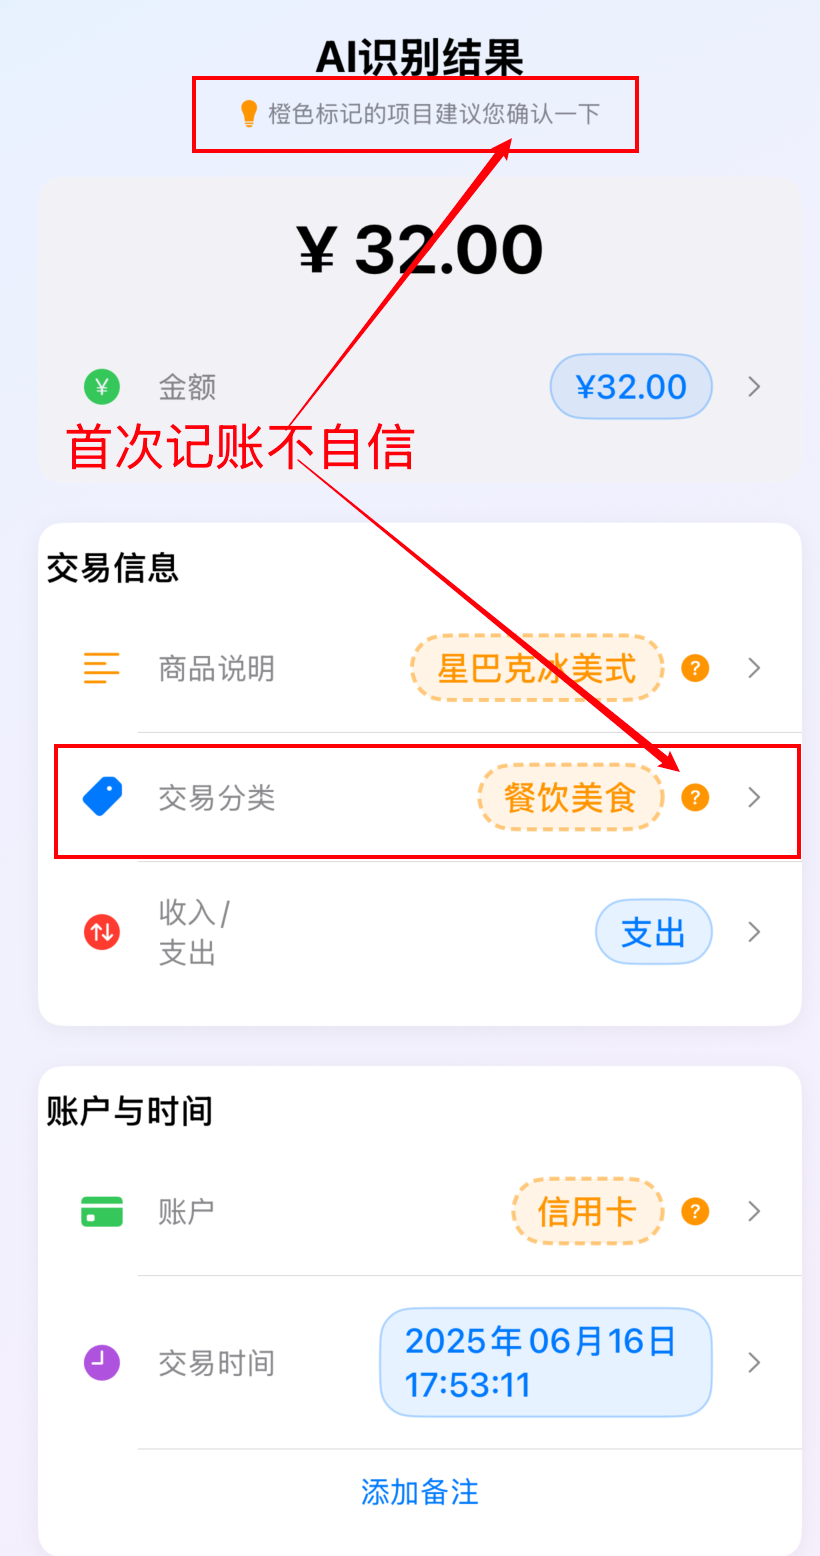 AI识别结果
橙色标记的项目建议您确认一下
¥ 32.00
¥ 金额 ¥32.00
首次记账不自信
交易信息
商品说明 星巴克冰美式 ?
交易分类 餐饮美食 ?
收入/
支出 支出
账户与时间
账户 信用卡 ?
交易时间 2025年06月16日
17:53:11
添加备注